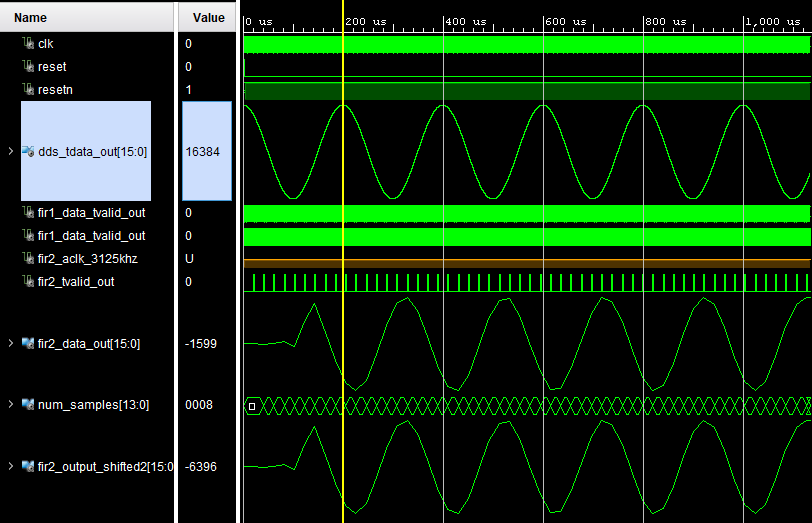 Name Value 0 us 200 us 400 us 600 us 800 us 1,000 us
clk 0
reset 0
resetn 1
dds_tdata_out[15:0] 16384
fir1_data_tvalid_out 0
fir1_data_tvalid_out 0
fir2_aclk_3125khz U
fir2_tvalid_out 0
fir2_data_out[15:0] -1599
num_samples[13:0] 0008
fir2_output_shifted2[15:0 -6396